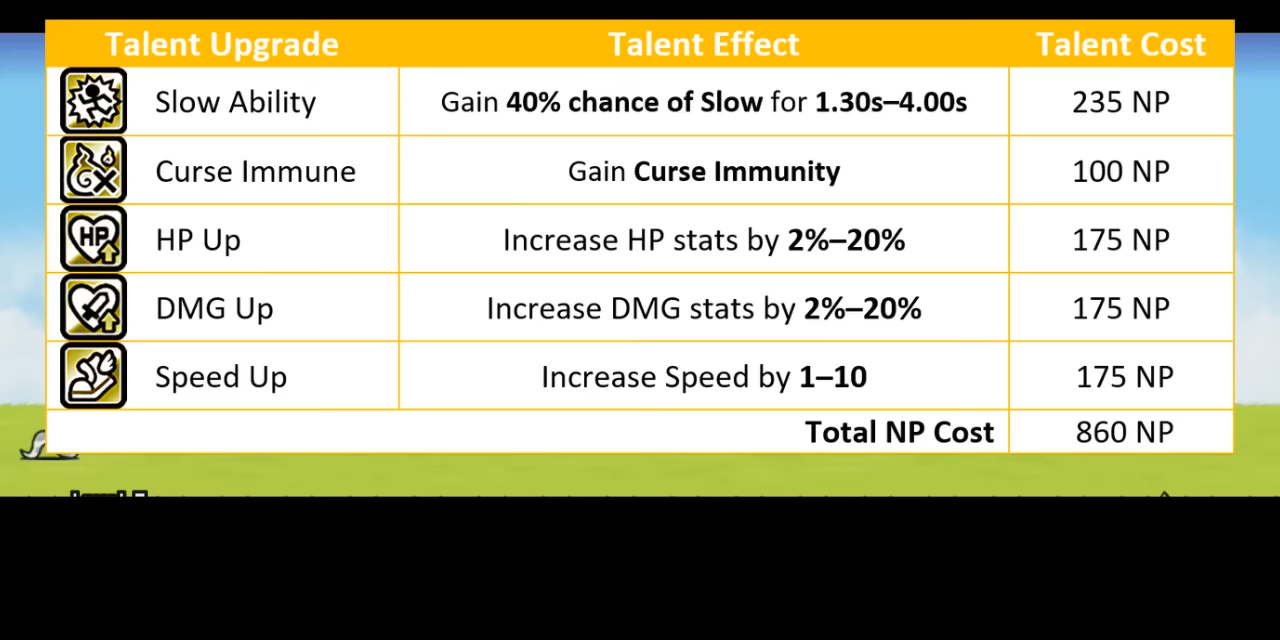 Talent Upgrade Talent Effect Talent Cost
Slow Ability Gain 40% chance of Slow for 1.30s–4.00s 235 NP
Curse Immune Gain Curse Immunity 100 NP
HP HP Up Increase HP stats by 2%–20% 175 NP
DMG Up Increase DMG stats by 2%–20% 175 NP
Speed Up Increase Speed by 1–10 175 NP
Total NP Cost 860 NP